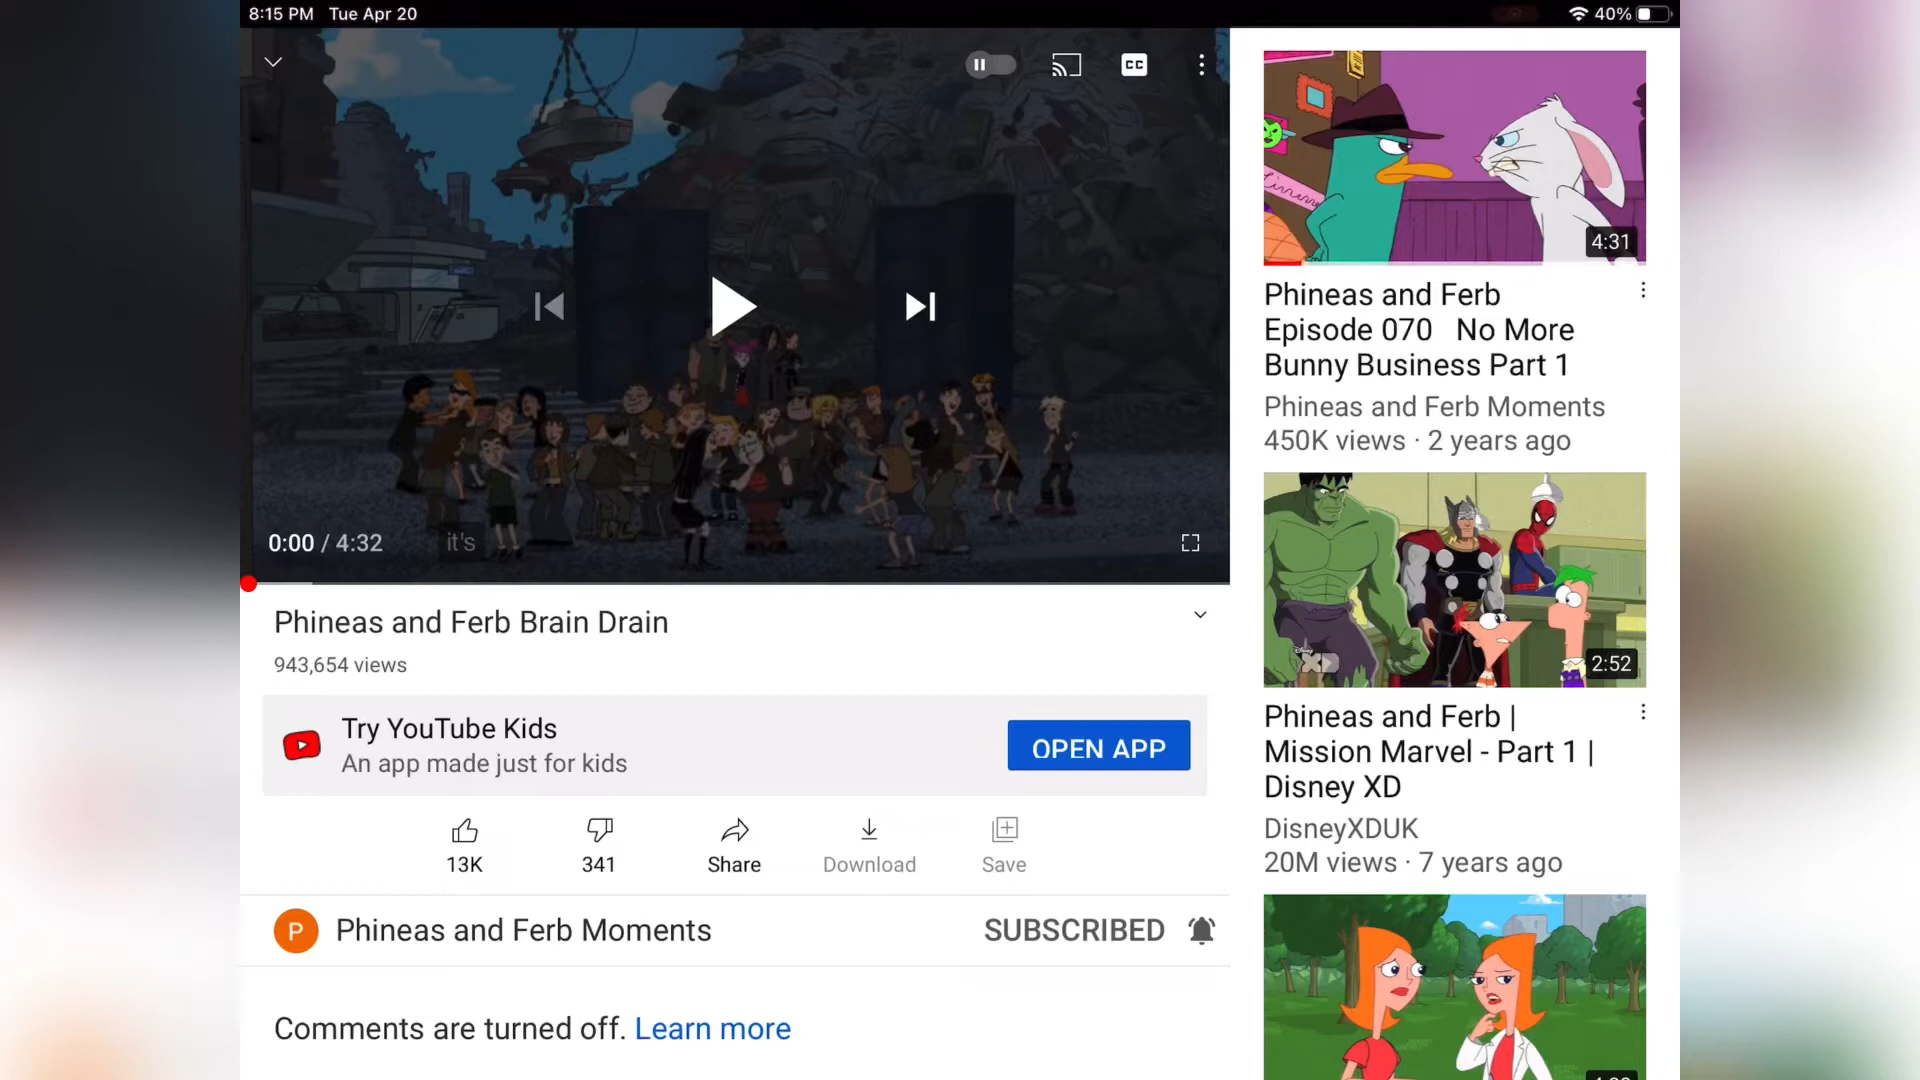 8:15 PM Tue Apr 20
40%
CC
0:00 / 4:32
it's
Phineas and Ferb Brain Drain
943,654 views
Try YouTube Kids
An app made just for kids
OPEN APP
13K
341
Share
Download
Save
P
Phineas and Ferb Moments
SUBSCRIBED
Comments are turned off. Learn more
4:31
Phineas and Ferb
Episode 070 No More
Bunny Business Part 1
Phineas and Ferb Moments
450K views · 2 years ago
Disney
XD
2:52
Phineas and Ferb |
Mission Marvel - Part 1 |
Disney XD
DisneyXDUK
20M views · 7 years ago